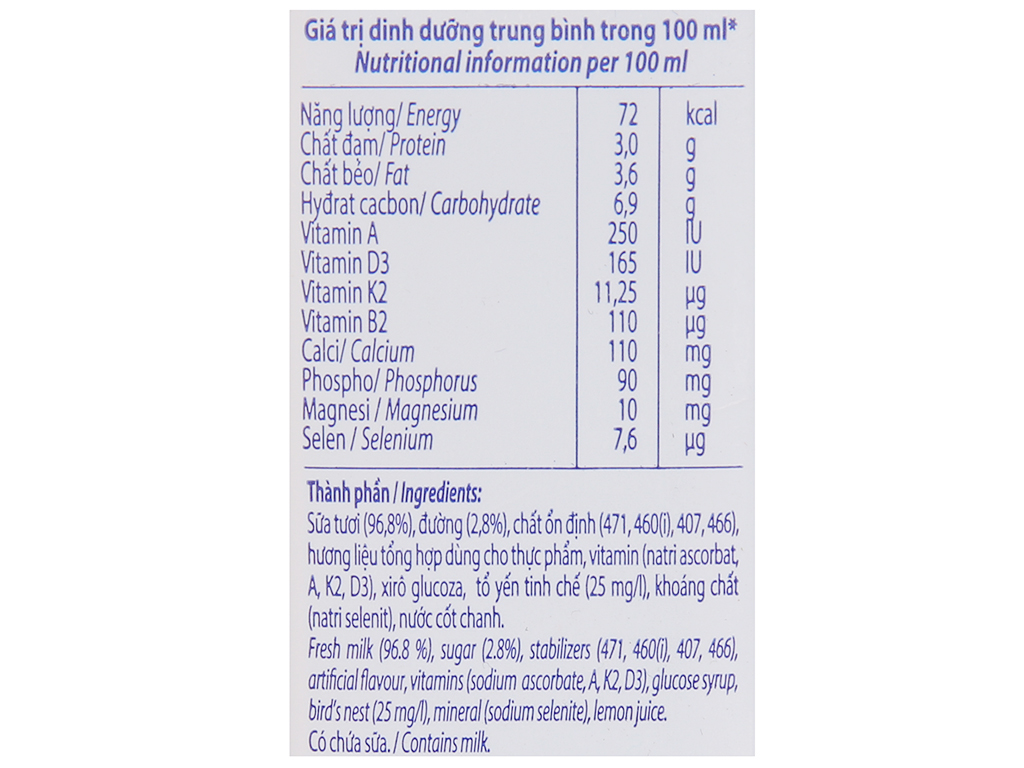 Giá trị dinh dưỡng trung bình trong 100 ml*
Nutritional information per 100 ml
Năng lượng/ Energy 72 kcal
Chất đạm/ Protein 3,0 g
Chất béo/ Fat 3,6 g
Hyđrat cacbon/ Carbohydrate 6,9 g
Vitamin A 250 IU
Vitamin D3 165 IU
Vitamin K2 11,25 µg
Vitamin B2 110 µg
Calci/ Calcium 110 mg
Phospho/ Phosphorus 90 mg
Magnesi / Magnesium 10 mg
Selen / Selenium 7,6 µg
Thành phần / Ingredients:
Sữa tươi (96,8%), đường (2,8%), chất ổn định (471, 460(i), 407, 466),
hương liệu tổng hợp dùng cho thực phẩm, vitamin (natri ascorbat,
A, K2, D3), xirô glucoza, tổ yến tinh chế (25 mg/l), khoáng chất
(natri selenit), nước cốt chanh.
Fresh milk (96.8 %), sugar (2.8%), stabilizers (471, 460(i), 407, 466),
artificial flavour, vitamins (sodium ascorbate, A, K2, D3), glucose syrup,
bird's nest (25 mg/l), mineral (sodium selenite), lemon juice.
Có chứa sữa. / Contains milk.